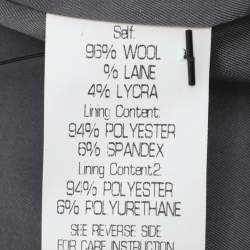 Self:
96% WOOL
% LAINE
4% LYCRA
Lining Content:
94% POLYESTER
6% SPANDEX
Lining Content2:
94% POLYESTER
6% POLYURETHANE
SEE REVERSE SIDE
FOR CARE INSTRUCTION